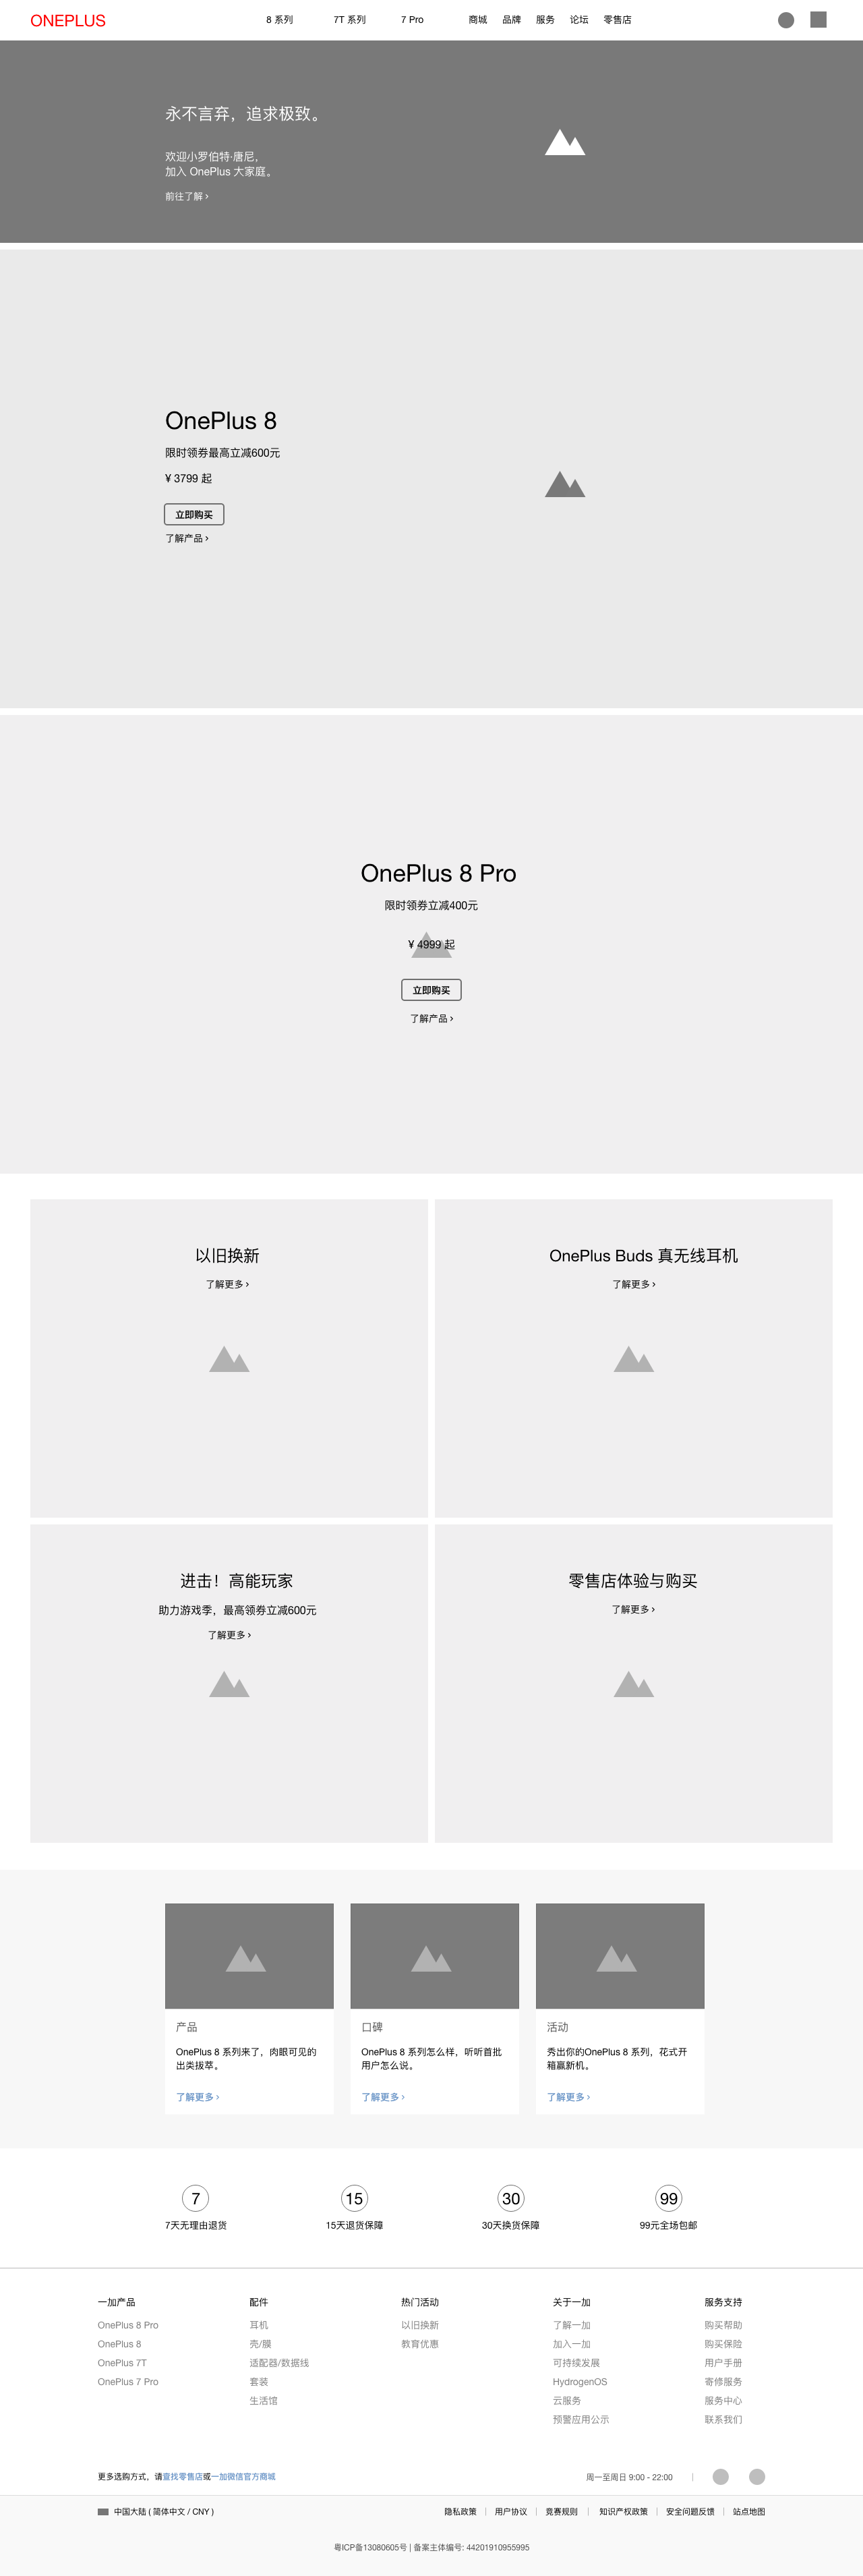 ONEPLUS
8 系列 7T 系列 7 Pro 商城 品牌 服务 论坛 零售店
永不言弃，追求极致。
欢迎小罗伯特·唐尼，
加入 OnePlus 大家庭。
前往了解 ›
OnePlus 8
限时领券最高立减600元
¥ 3799 起
立即购买
了解产品 ›
OnePlus 8 Pro
限时领券立减400元
¥ 4999 起
立即购买
了解产品 ›
以旧换新
了解更多 ›
OnePlus Buds 真无线耳机
了解更多 ›
进击！高能玩家
助力游戏季，最高领券立减600元
了解更多 ›
零售店体验与购买
了解更多 ›
产品
OnePlus 8 系列来了，肉眼可见的
出类拔萃。
了解更多 ›
口碑
OnePlus 8 系列怎么样，听听首批
用户怎么说。
了解更多 ›
活动
秀出你的OnePlus 8 系列，花式开
箱赢新机。
了解更多 ›
7
7天无理由退货
15
15天退货保障
30
30天换货保障
99
99元全场包邮
一加产品
OnePlus 8 Pro
OnePlus 8
OnePlus 7T
OnePlus 7 Pro
配件
耳机
壳/膜
适配器/数据线
套装
生活馆
热门活动
以旧换新
教育优惠
关于一加
了解一加
加入一加
可持续发展
HydrogenOS
云服务
预警应用公示
服务支持
购买帮助
购买保险
用户手册
寄修服务
服务中心
联系我们
更多选购方式，请查找零售店或一加微信官方商城
周一至周日 9:00 - 22:00 |
中国大陆 ( 简体中文 / CNY )
隐私政策 | 用户协议 | 竞赛规则 | 知识产权政策 | 安全问题反馈 | 站点地图
粤ICP备13080605号 | 备案主体编号: 44201910955995